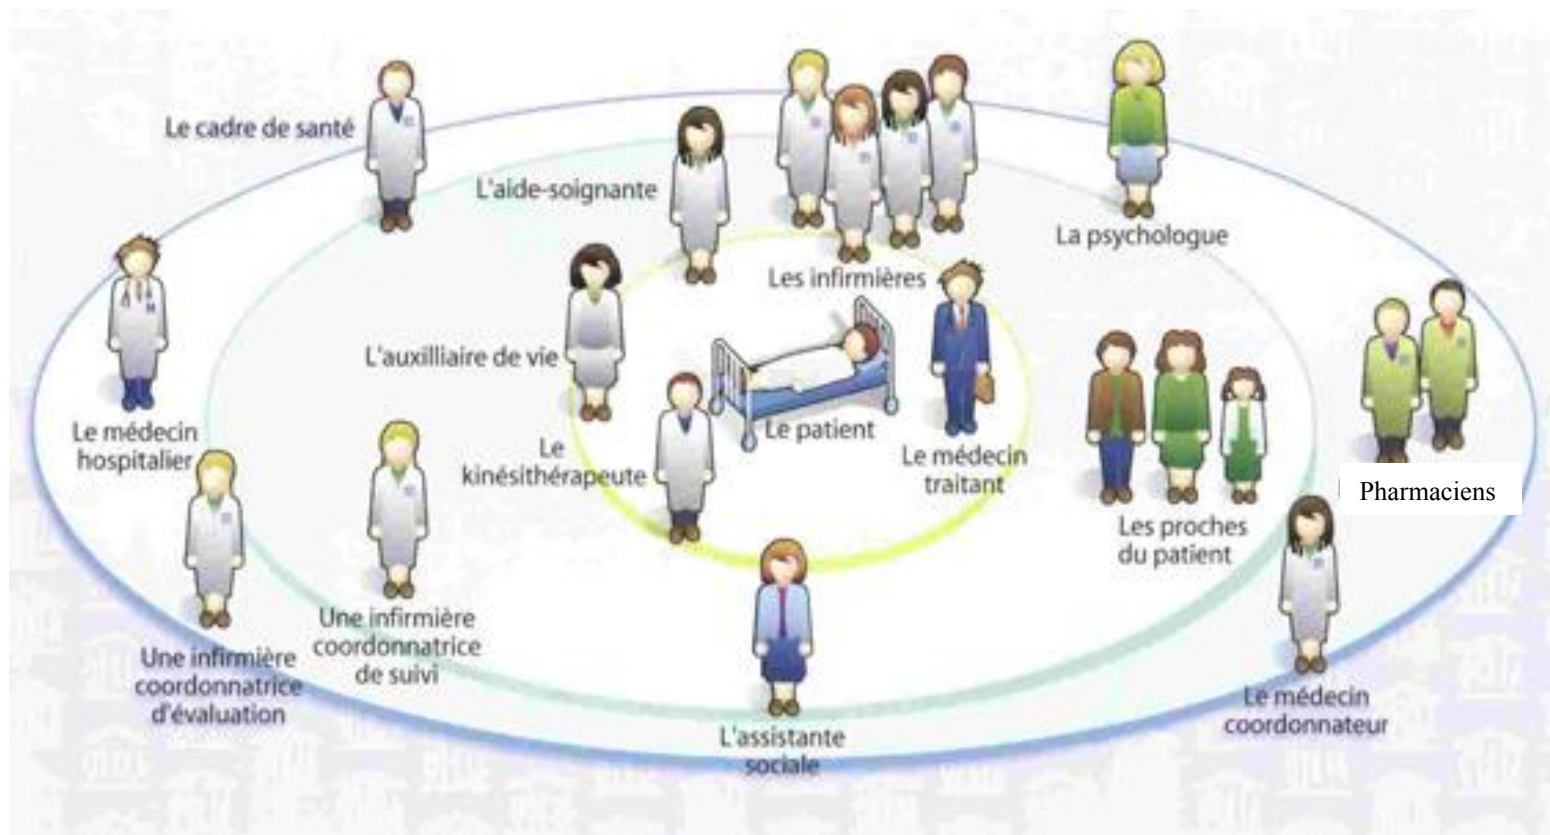 Le cadre de santé
L'aide-soignante
La psychologue
Les infirmières
L'auxilliaire de vie
Le patient
Le médecin
hospitalier
Le
kinésithérapeute
Le médecin
traitant
Pharmaciens
Les proches
du patient
Une infirmière
coordonnatrice
de suivi
Une infirmière
coordonnatrice
d'évaluation
Le médecin
coordonnateur
L'assistante
sociale